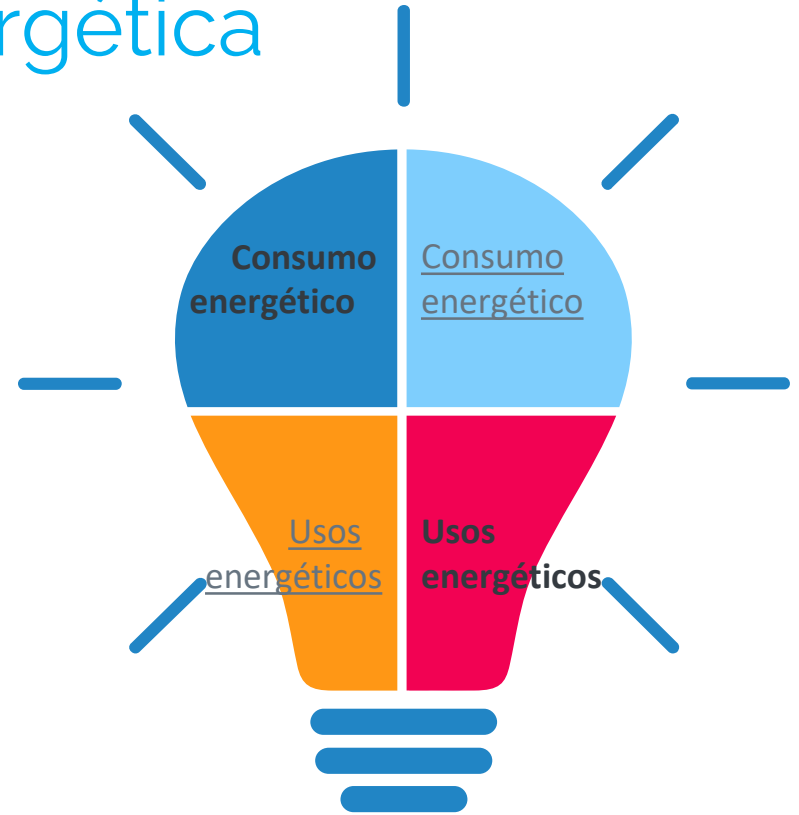 rgética
Consumo
energético
Consumo
energético
Usos
energéticos
Usos
energéticos